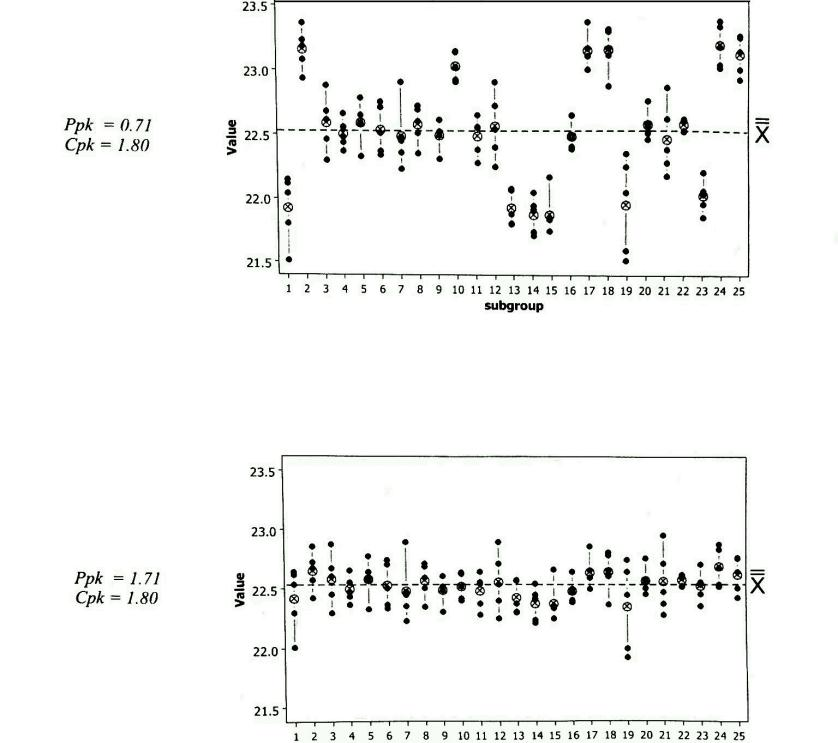 23.5
23.0
22.5
22.0
21.5
Value
Ppk = 0.71
Cpk = 1.80
X
1 2 3 4 5 6 7 8 9 10 11 12 13 14 15 16 17 18 19 20 21 22 23 24 25
subgroup
23.5
23.0
22.5
22.0
21.5
Value
Ppk = 1.71
Cpk = 1.80
X
1 2 3 4 5 6 7 8 9 10 11 12 13 14 15 16 17 18 19 20 21 22 23 24 25